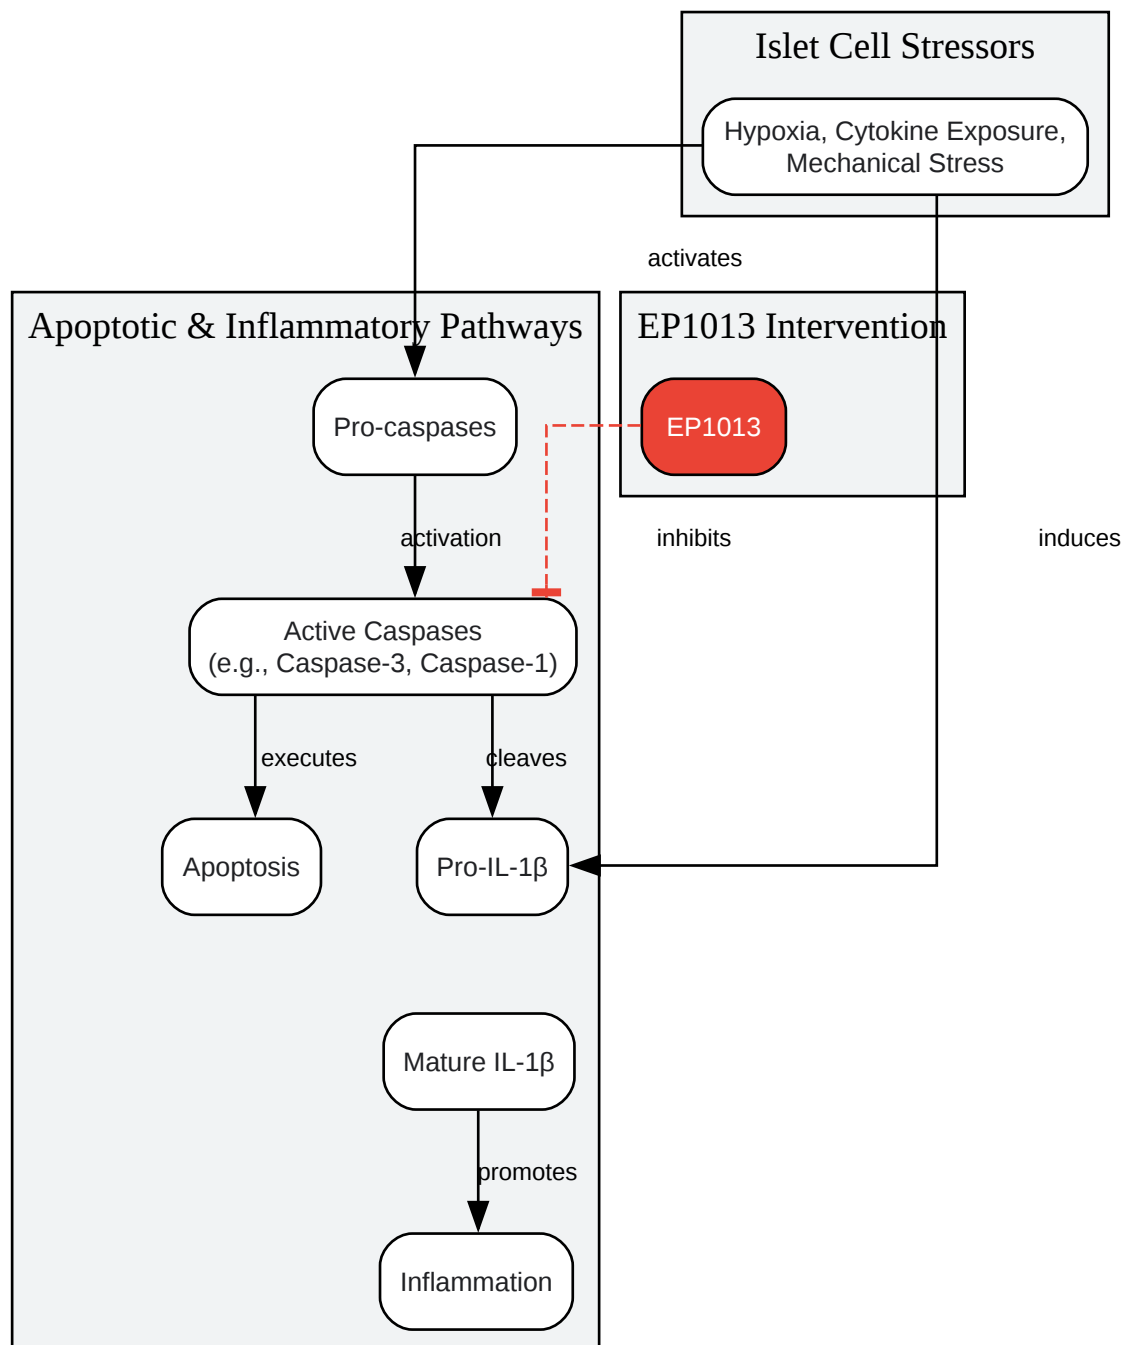 Islet Cell Stressors
Hypoxia, Cytokine Exposure,
Mechanical Stress
activates
Apoptotic & Inflammatory Pathways
EP1013 Intervention
Pro-caspases
EP1013
activation
inhibits
induces
Active Caspases
(e.g., Caspase-3, Caspase-1)
executes
cleaves
Apoptosis
Pro-IL-1β
Mature IL-1β
promotes
Inflammation